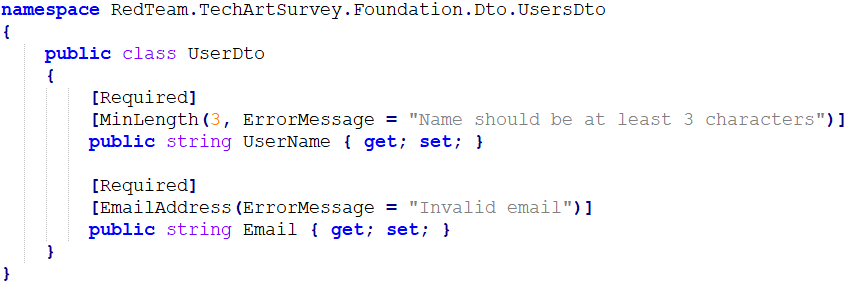 namespace RedTeam.TechArtSurvey.Foundation.Dto.UsersDto
{
    public class UserDto
    {
        [Required]
        [MinLength(3, ErrorMessage = "Name should be at least 3 characters")]
        public string UserName { get; set; }

        [Required]
        [EmailAddress(ErrorMessage = "Invalid email")]
        public string Email { get; set; }
    }
}